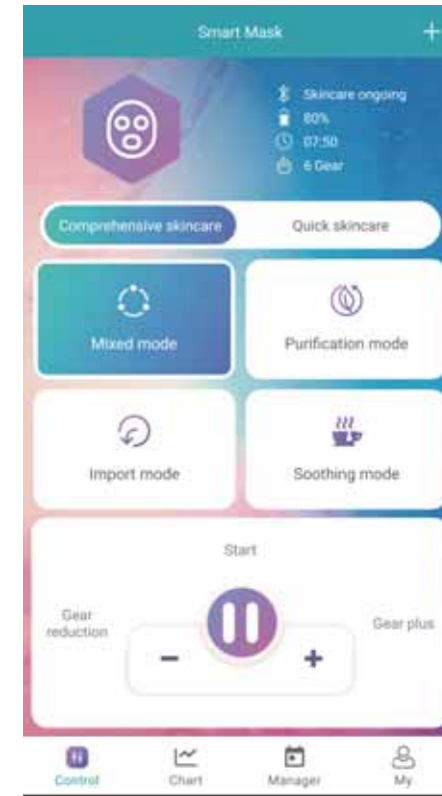 Smart Mask
Skincare ongoing
80%
07:50
6 Gear
Comprehensive skincare
Quick skincare
Mixed mode
Purification mode
Import mode
Soothing mode
Start
Gear
reduction
Gear plus
Control
Chart
Manager
My